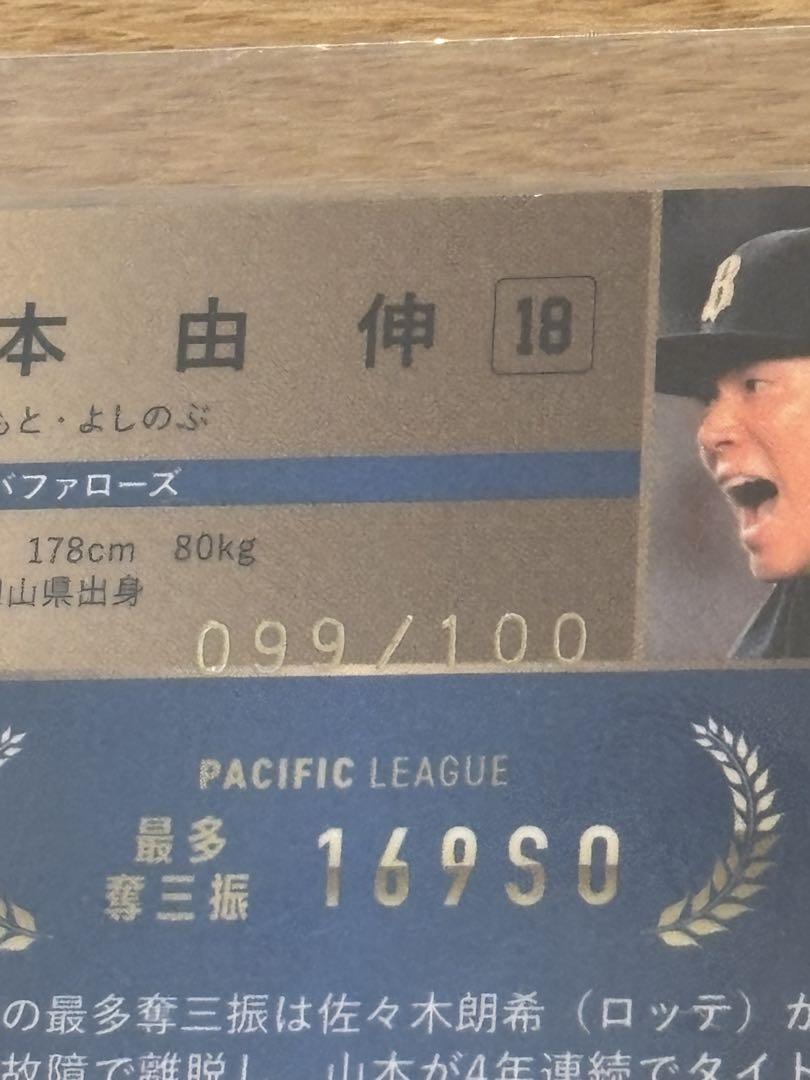 本 由 伸 18
もと・よしのぶ
バファローズ
178cm 80kg
山県出身
099/100
B
PACIFIC LEAGUE
最多
奪三振 169SO
の最多奪三振は佐々木朗希（ロッテ）が
故障で離脱し、山本が4年連続でタイト